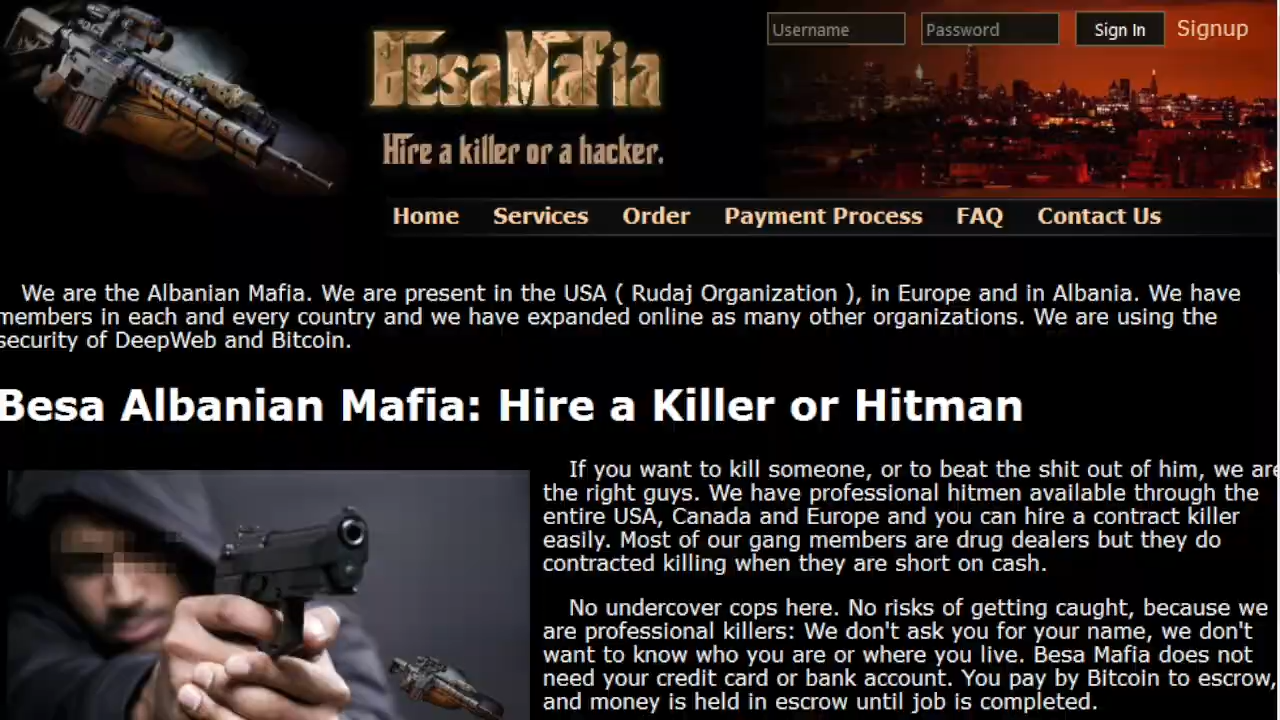 Username Password Sign In Signup
BesaMafia
Hire a killer or a hacker.
Home Services Order Payment Process FAQ Contact Us
We are the Albanian Mafia. We are present in the USA ( Rudaj Organization ), in Europe and in Albania. We have
members in each and every country and we have expanded online as many other organizations. We are using the
security of DeepWeb and Bitcoin.
Besa Albanian Mafia: Hire a Killer or Hitman
If you want to kill someone, or to beat the shit out of him, we are
the right guys. We have professional hitmen available through the
entire USA, Canada and Europe and you can hire a contract killer
easily. Most of our gang members are drug dealers but they do
contracted killing when they are short on cash.
No undercover cops here. No risks of getting caught, because we
are professional killers: We don't ask you for your name, we don't
want to know who you are or where you live. Besa Mafia does not
need your credit card or bank account. You pay by Bitcoin to escrow,
and money is held in escrow until job is completed.